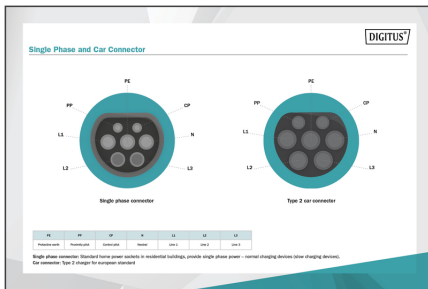 DIGITUS®
Single Phase and Car Connector
PE
PP
CP
L1
N
L2
L3
Single phase connector
PE
PP
CP
L1
N
L2
L3
Type 2 car connector
PE PP CP N L1 L2 L3
Protective earth Proximity pilot Control pilot Neutral Line 1 Line 2 Line 3
Single phase connector: Standard home power sockets in residential buildings, provide single phase power – normal charging devices (slow charging devices).
Car connector: Type 2 charger for european standard